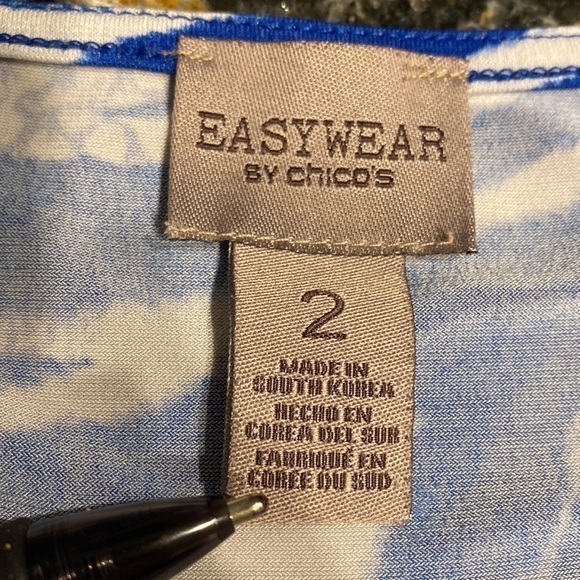 EASYWEAR
BY chico's
2
MADE IN
SOUTH KOREA
HECHO EN
COREA DEL SUR
FABRIQUÉ EN
CORÉE DU SUD